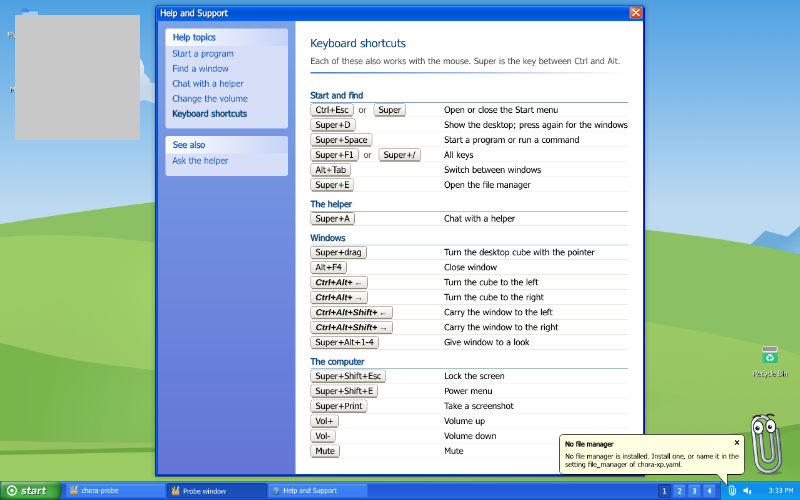 Help and Support
Help topics
Start a program
Find a window
Chat with a helper
Change the volume
Keyboard shortcuts
See also
Ask the helper
Keyboard shortcuts
Each of these also works with the mouse. Super is the key between Ctrl and Alt.
Start and find
Ctrl+Esc or Super Open or close the Start menu
Super+D Show the desktop; press again for the windows
Super+Space Start a program or run a command
Super+F1 or Super+/ All keys
Alt+Tab Switch between windows
Super+E Open the file manager
The helper
Super+A Chat with a helper
Windows
Super+drag Turn the desktop cube with the pointer
Alt+F4 Close window
Ctrl+Alt+ ← Turn the cube to the left
Ctrl+Alt+ → Turn the cube to the right
Ctrl+Alt+Shift+ ← Carry the window to the left
Ctrl+Alt+Shift+ → Carry the window to the right
Super+Alt+1-4 Give window to a look
The computer
Super+Shift+Esc Lock the screen
Super+Shift+E Power menu
Super+Print Take a screenshot
Vol+ Volume up
Vol- Volume down
Mute Mute
Recycle Bin
No file manager
No file manager is installed. Install one, or name it in the
setting file_manager of chora-xp.yaml.
start chora-probe Probe window Help and Support 1 2 3 4 3:33 PM